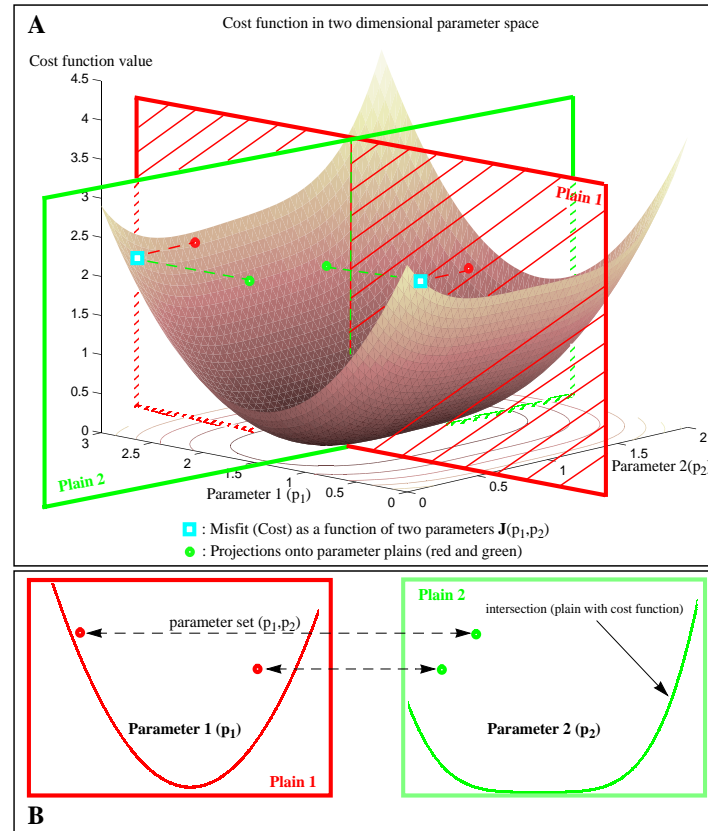 A
Cost function in two dimensional parameter space
Cost function value
4.5
4
3.5
3
2.5
2
1.5
1
0.5
0
Plain 1
Plain 2
3
2.5
2
1.5
1
0.5
0
Parameter 1 (p1)
0
0.5
1
1.5
2
Parameter 2(p2)
: Misfit (Cost) as a function of two parameters J(p1,p2)
: Projections onto parameter plains (red and green)
parameter set (p1,p2)
Parameter 1 (p1)
Plain 1
Plain 2
intersection (plain with cost function)
Parameter 2 (p2)
B